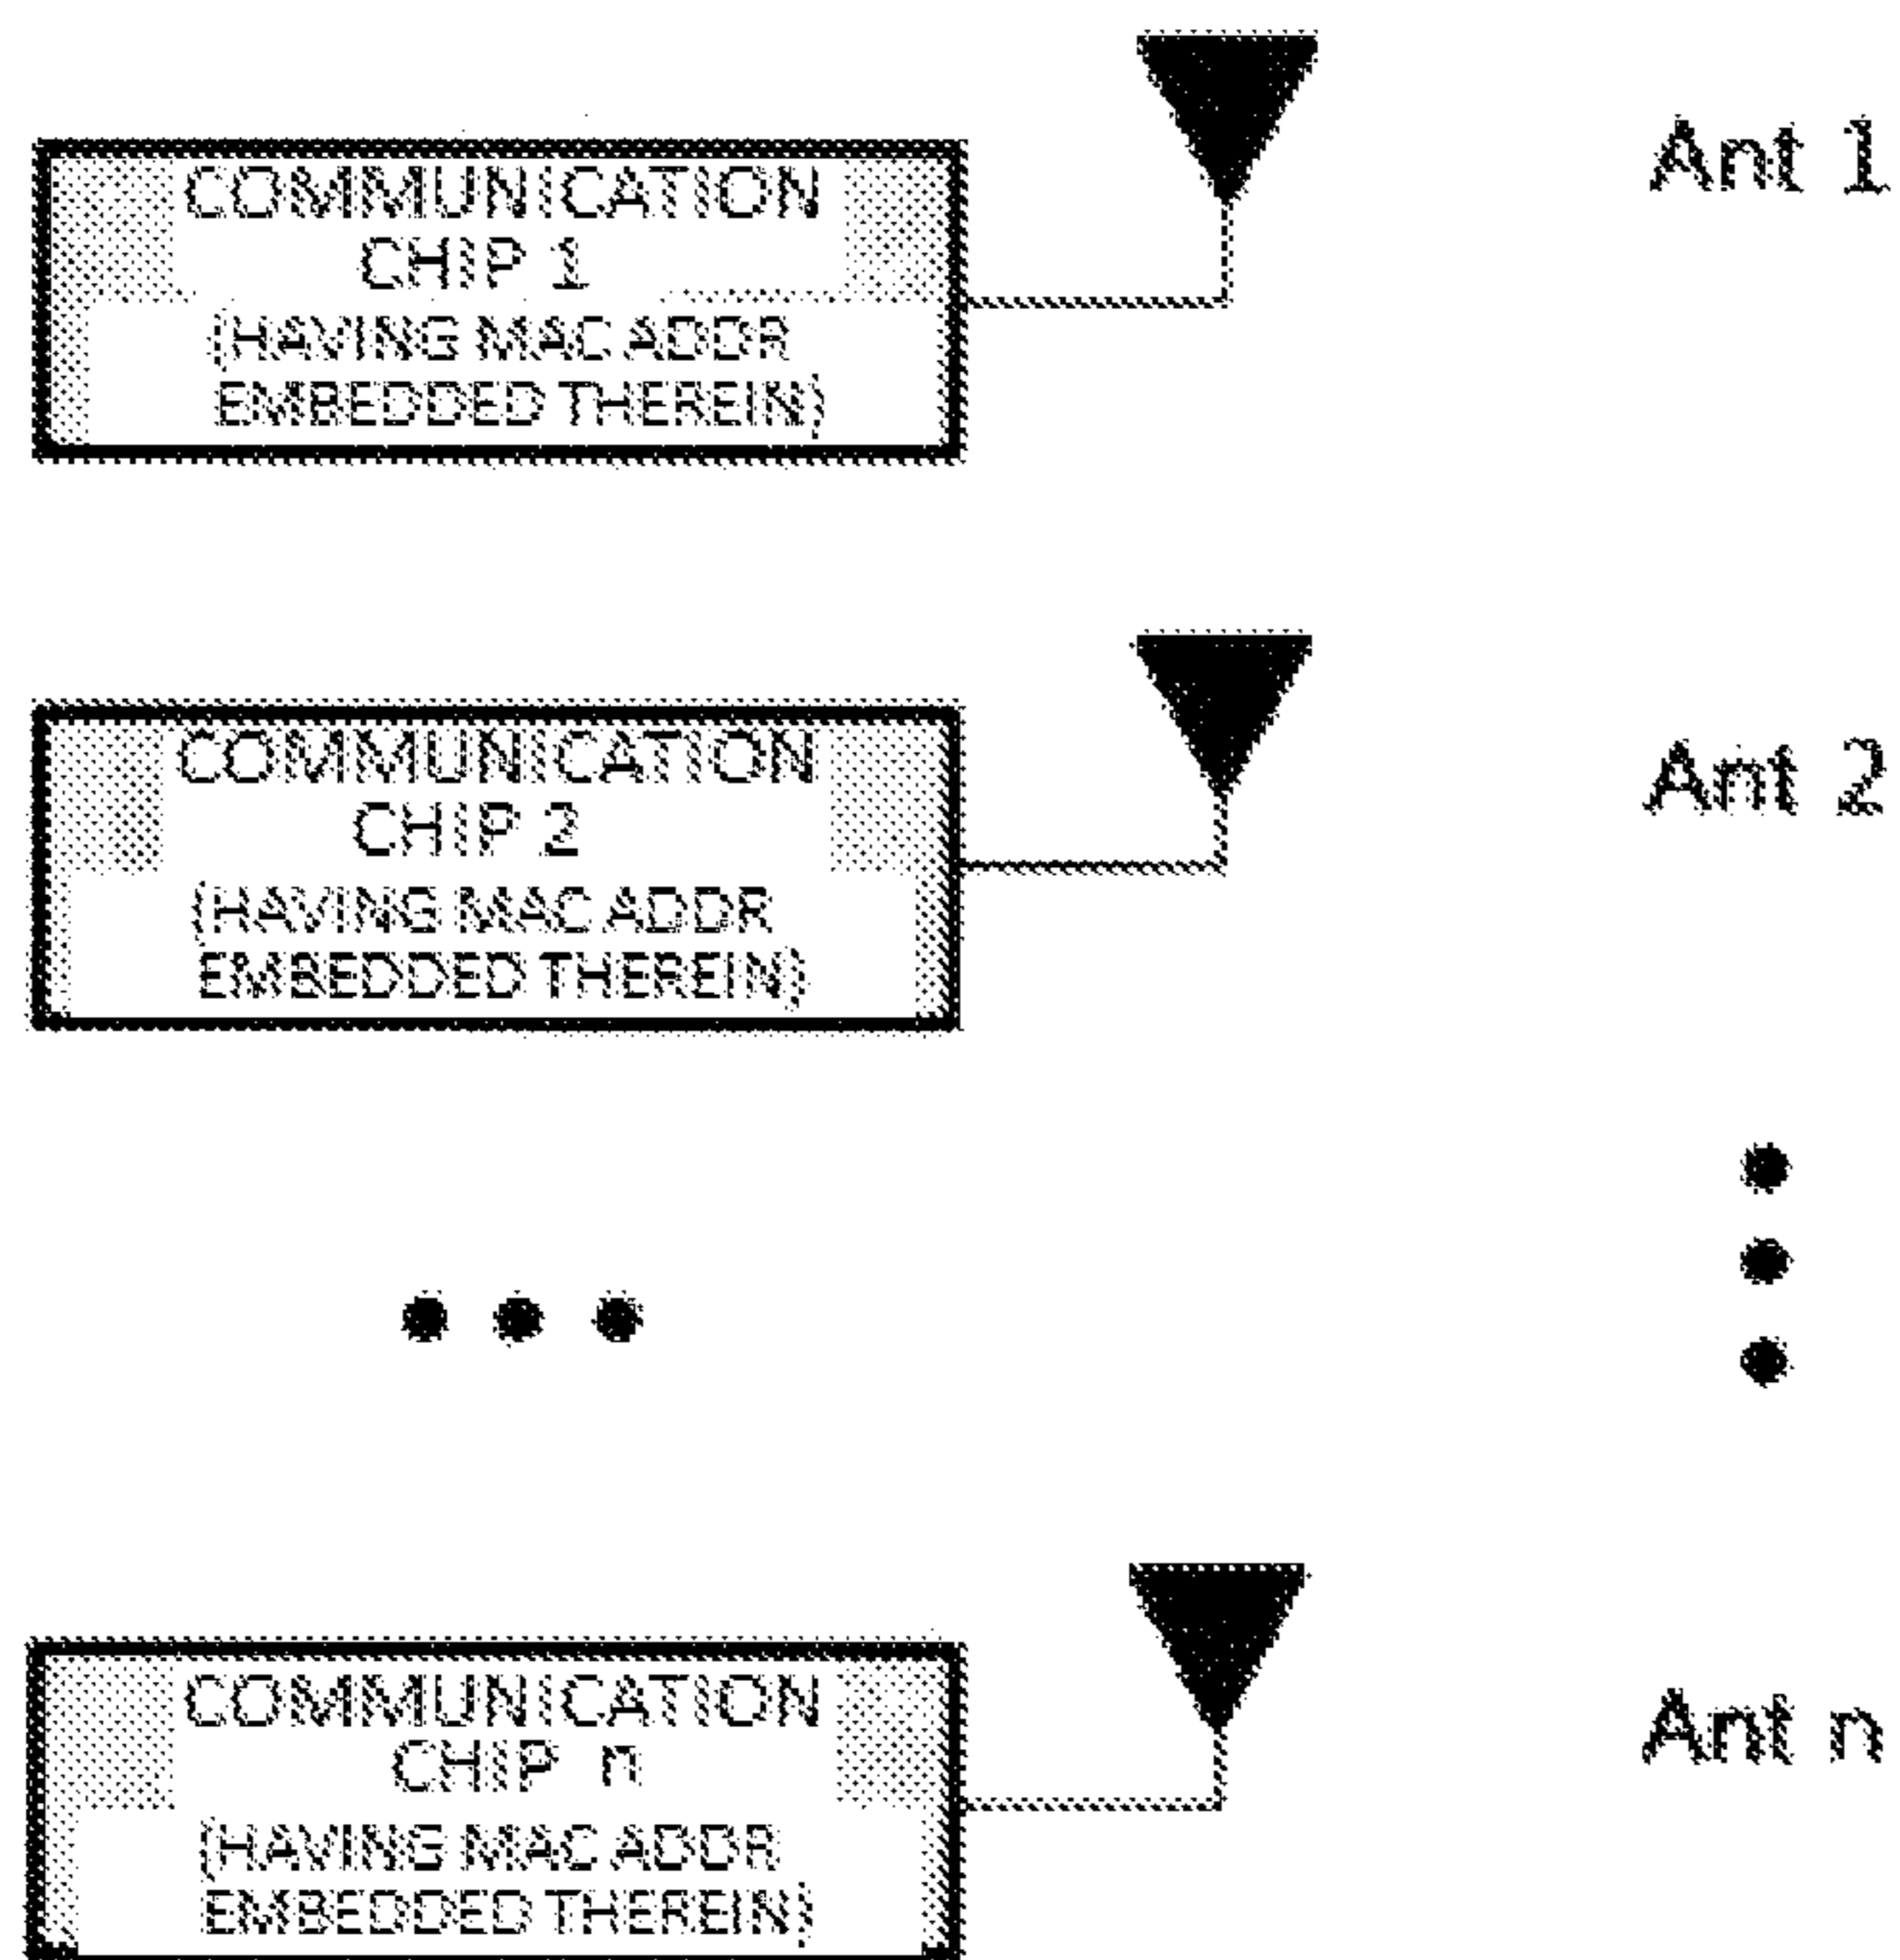 Ant 1
COMMUNICATION
CHIP 1
(HAVING MAC ADDR
EMBEDDED THEREIN)
Ant 2
COMMUNICATION
CHIP 2
(HAVING MAC ADDR
EMBEDDED THEREIN)
Ant n
COMMUNICATION
CHIP n
(HAVING MAC ADDR
EMBEDDED THEREIN)